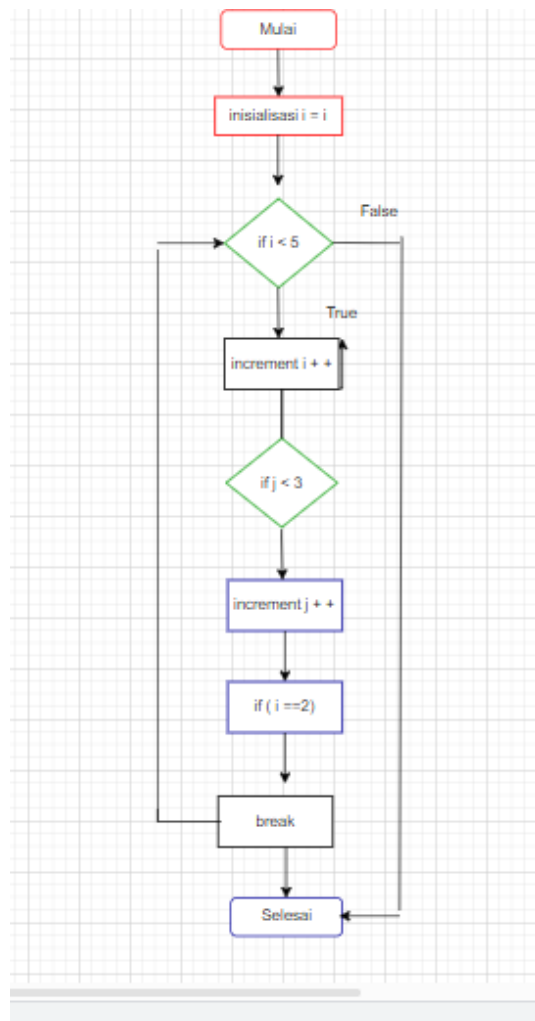 Mulai
inisialisasi i = i
False
if i < 5
True
increment i + +
if j < 3
increment j + +
if ( i ==2)
break
Selesai